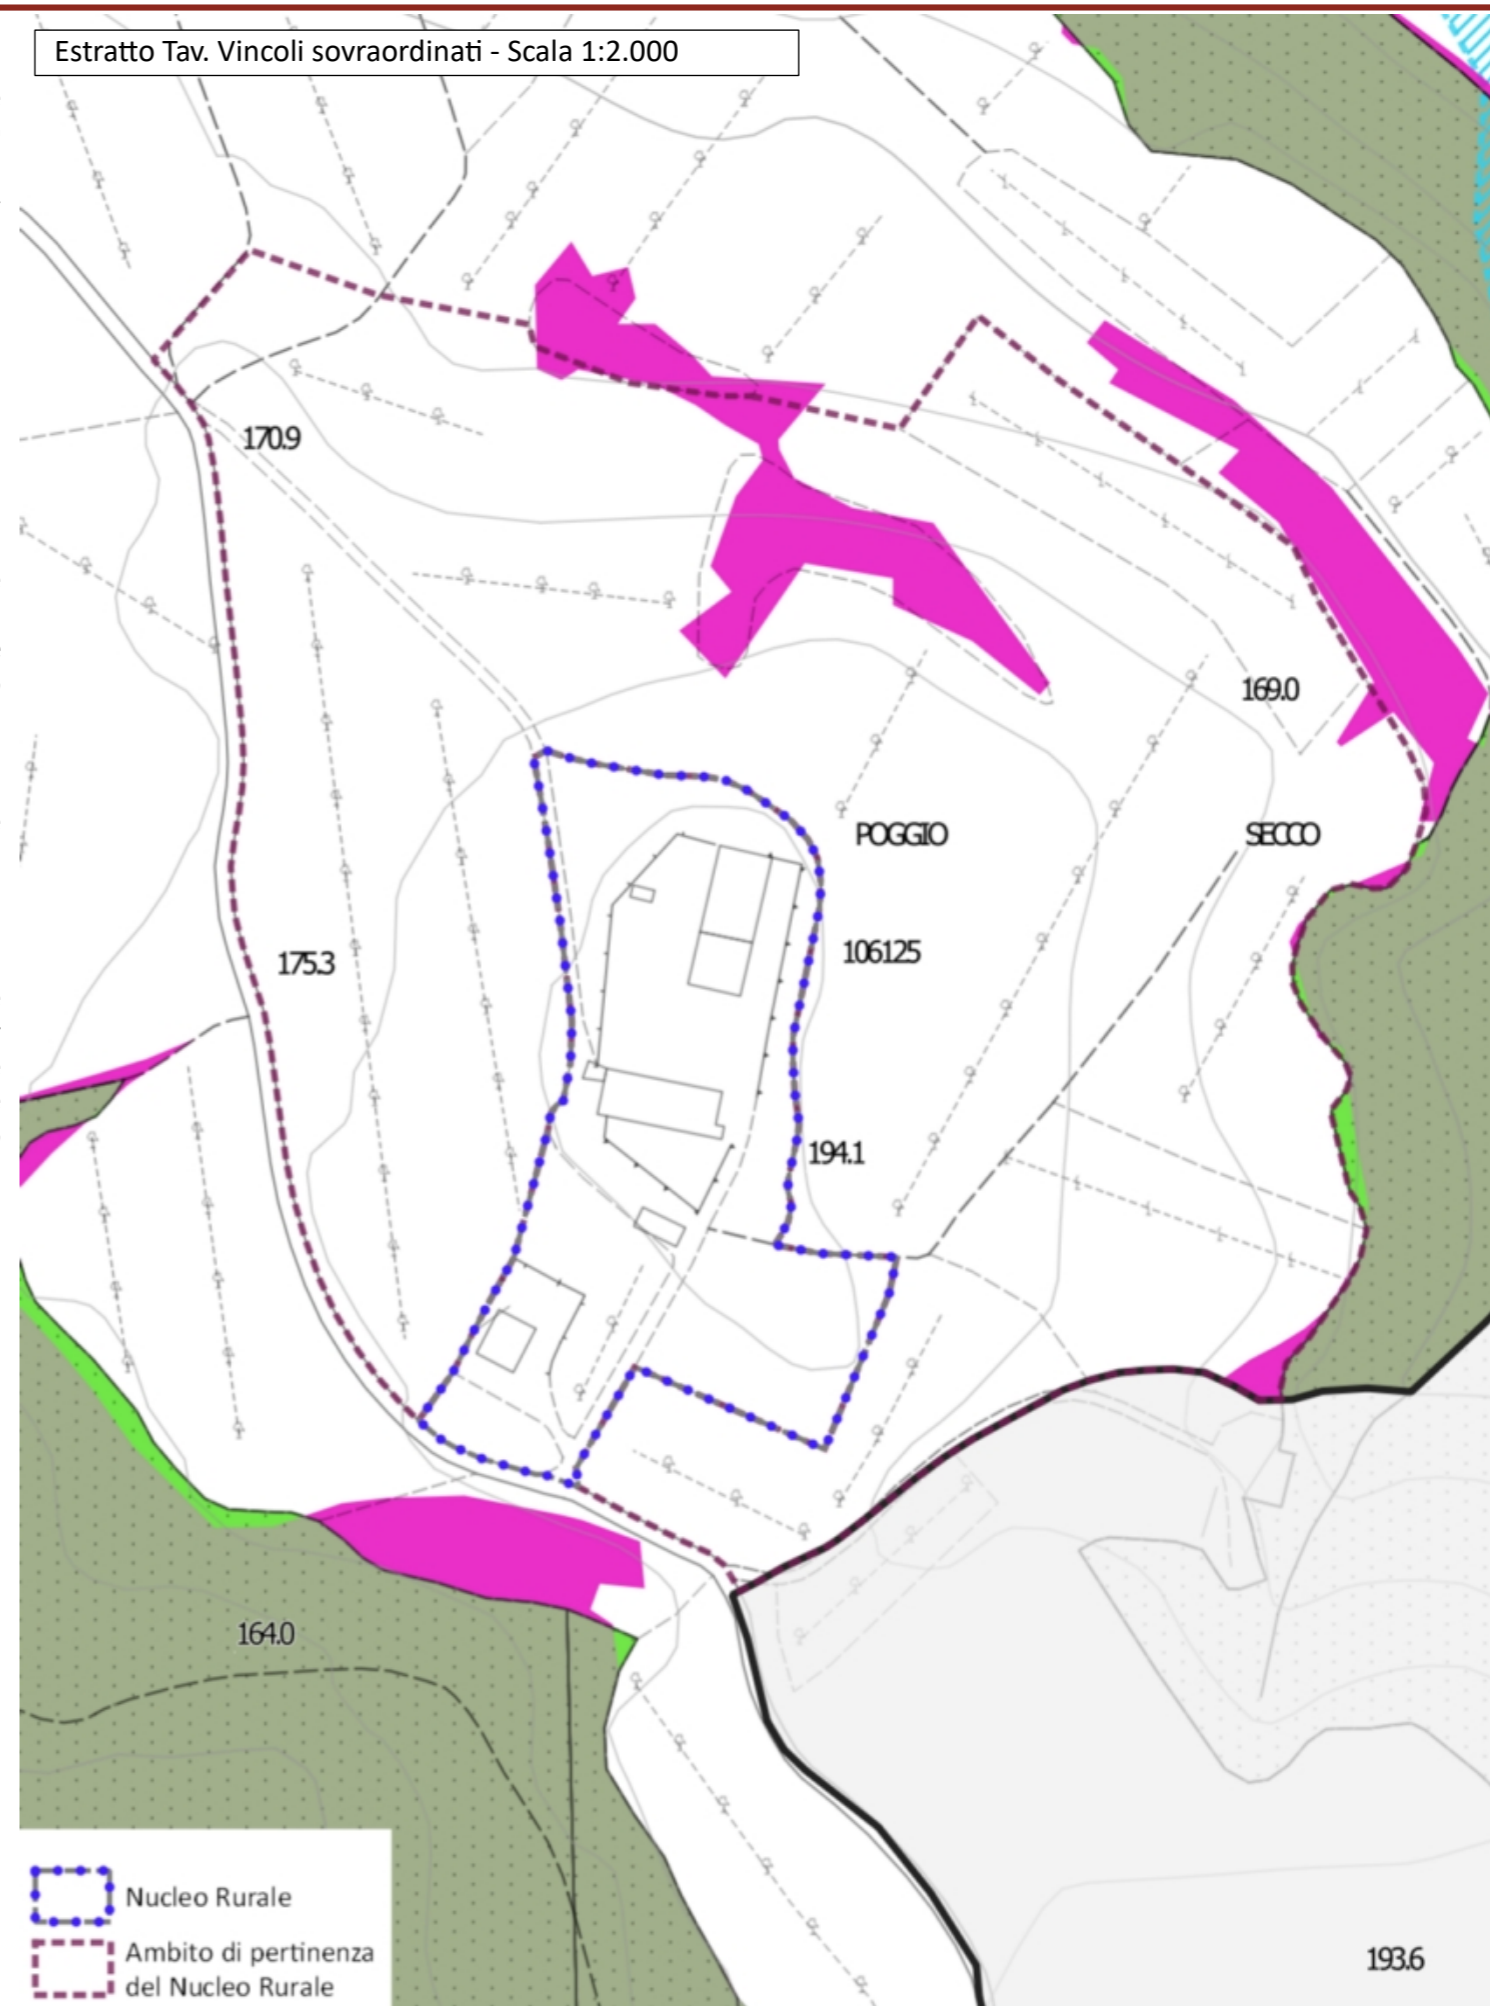 Estratto Tav. Vincoli sovraordinati - Scala 1:2.000
170.9
169.0
POGGIO
SECCO
106125
175.3
194.1
164.0
Nucleo Rurale
Ambito di pertinenza
del Nucleo Rurale
193.6